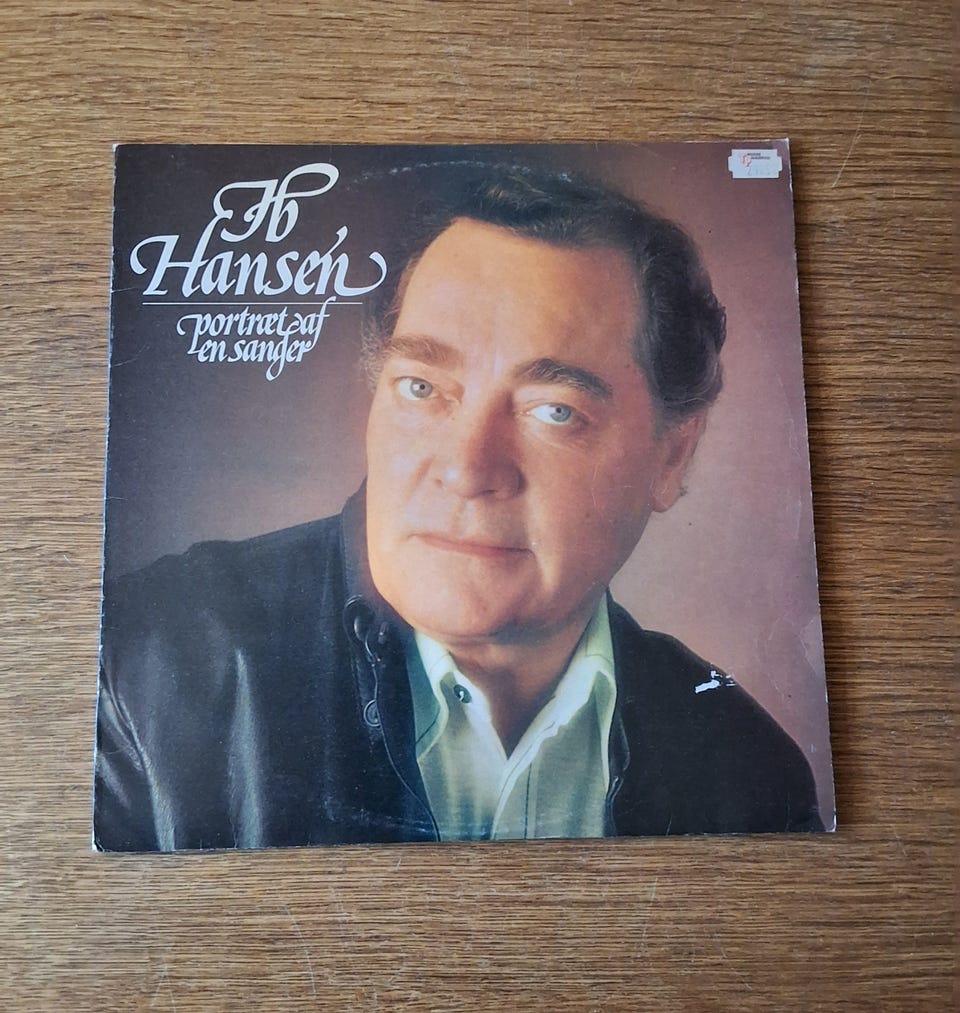 Ib
Hansen
portræt af
en sanger